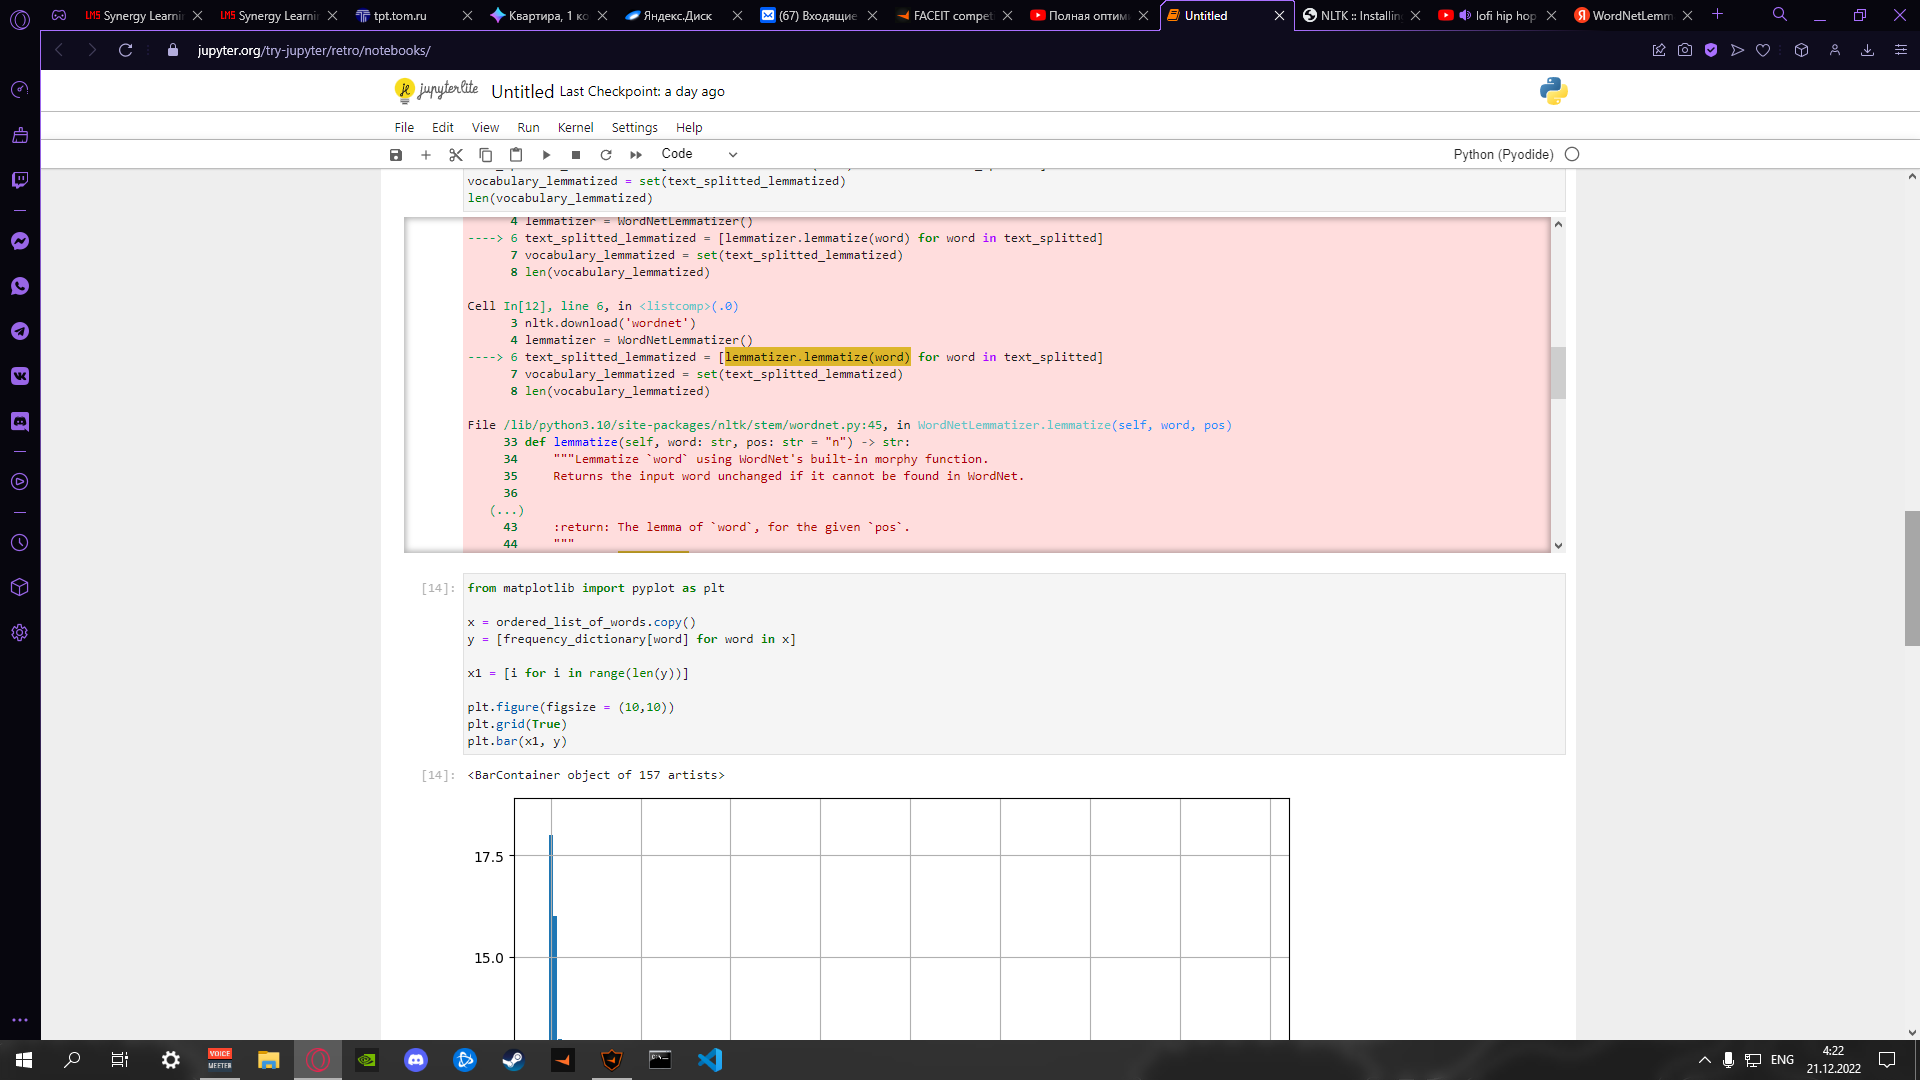 Synergy Learnin
Synergy Learnin
tpt.tom.ru
Квартира, 1 ко
Яндекс.Диск
(67) Входящие
FACEIT compet
Полная оптим
Untitled
NLTK :: Installin
lofi hip hop
WordNetLemm
jupyter.org/try-jupyter/retro/notebooks/
jupyterlite
Untitled Last Checkpoint: a day ago
File Edit View Run Kernel Settings Help
Code
Python (Pyodide)
vocabulary_lemmatized = set(text_splitted_lemmatized)
len(vocabulary_lemmatized)
4 lemmatizer = WordNetLemmatizer()
----> 6 text_splitted_lemmatized = [lemmatizer.lemmatize(word) for word in text_splitted]
7 vocabulary_lemmatized = set(text_splitted_lemmatized)
8 len(vocabulary_lemmatized)
Cell In[12], line 6, in <listcomp>(.0)
3 nltk.download('wordnet')
4 lemmatizer = WordNetLemmatizer()
----> 6 text_splitted_lemmatized = [lemmatizer.lemmatize(word) for word in text_splitted]
7 vocabulary_lemmatized = set(text_splitted_lemmatized)
8 len(vocabulary_lemmatized)
File /lib/python3.10/site-packages/nltk/stem/wordnet.py:45, in WordNetLemmatizer.lemmatize(self, word, pos)
33 def lemmatize(self, word: str, pos: str = "n") -> str:
34 """Lemmatize `word` using WordNet's built-in morphy function.
35 Returns the input word unchanged if it cannot be found in WordNet.
36
(...)
43 :return: The lemma of `word`, for the given `pos`.
44 """
[14]: from matplotlib import pyplot as plt
x = ordered_list_of_words.copy()
y = [frequency_dictionary[word] for word in x]
x1 = [i for i in range(len(y))]
plt.figure(figsize = (10,10))
plt.grid(True)
plt.bar(x1, y)
[14]: <BarContainer object of 157 artists>
17.5
15.0
VOICE
MEETER
ENG
4:22
21.12.2022